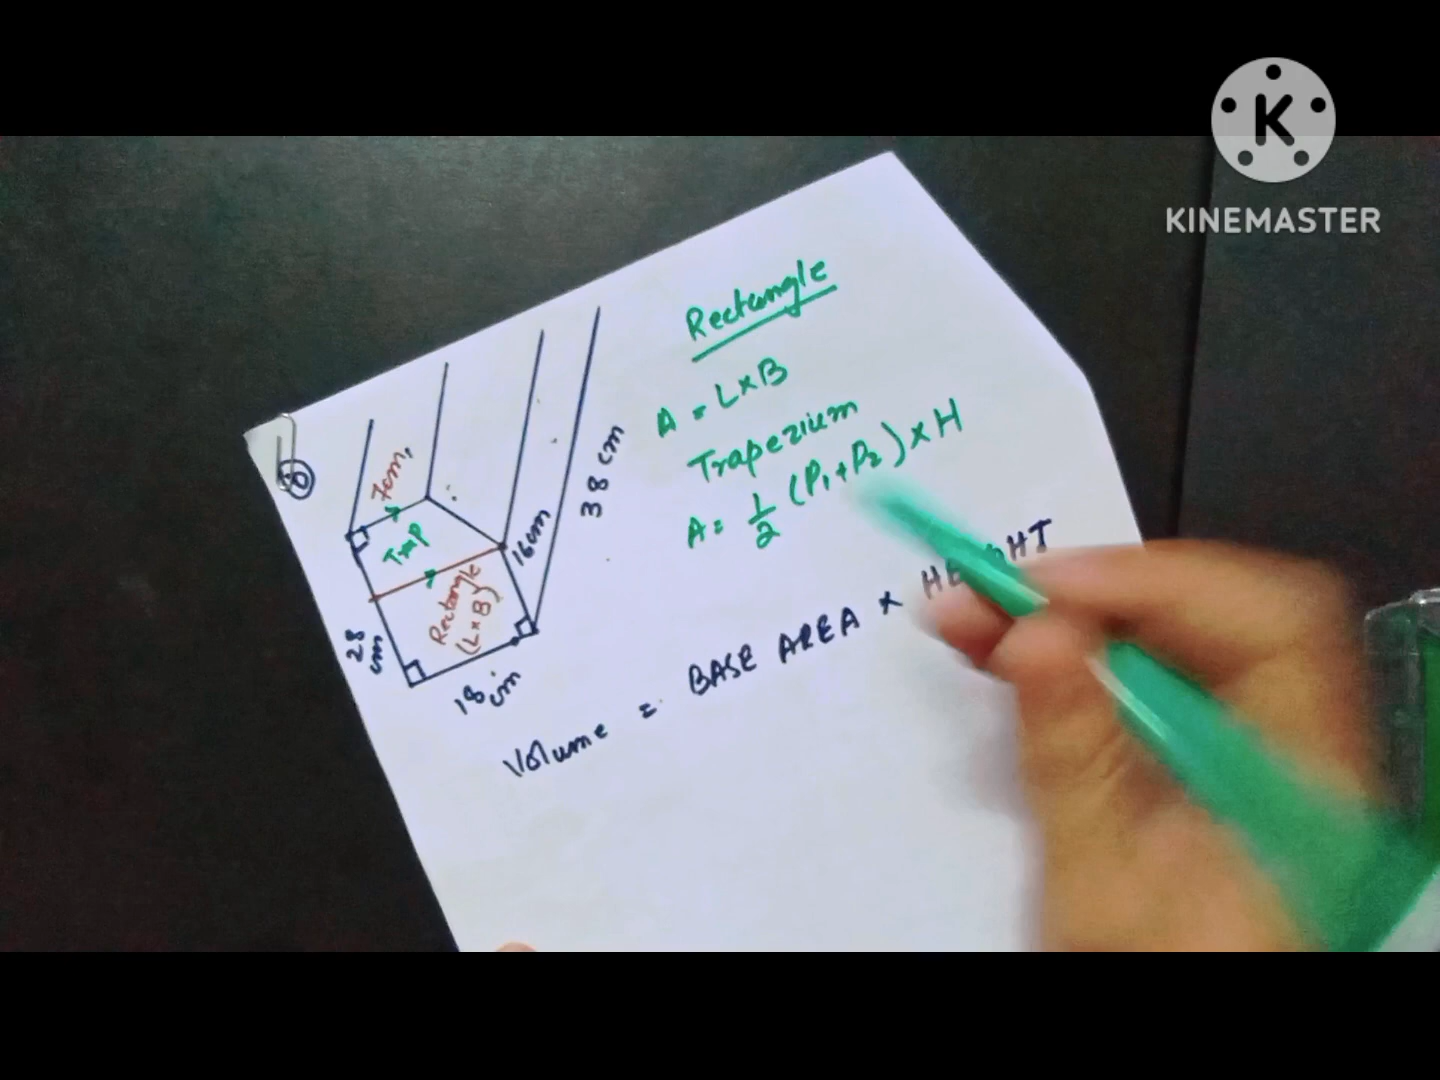 K
KINEMASTER
Rectangle
A = L×B
Trapezium
A = 1/2 (P1+P2) × H
7cm,
Trap
Rectangle
(L×B)
16cm
38 cm
28
cm
18 cm
Volume = BASE AREA ×